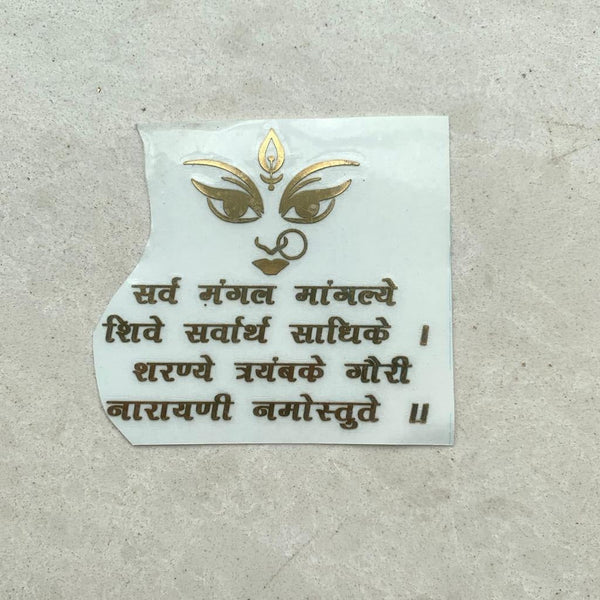 सर्व मंगल मांगल्ये
शिवे सर्वार्थ साधिके ।
शरण्ये त्रयंबके गौरी
नारायणी नमोस्तुते ॥